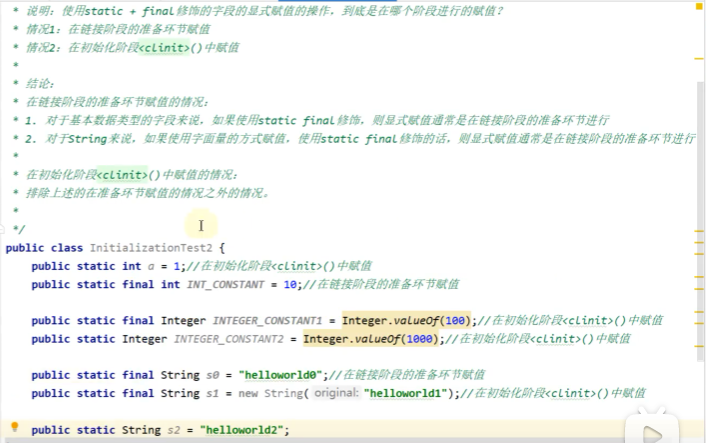 * 说明：使用static + final修饰的字段的显式赋值的操作，到底是在哪个阶段进行的赋值？
* 情况1：在链接阶段的准备环节赋值
* 情况2：在初始化阶段<clinit>()中赋值
*
* 结论：
* 在链接阶段的准备环节赋值的情况：
* 1. 对于基本数据类型的字段来说，如果使用static final修饰，则显式赋值通常是在链接阶段的准备环节进行
* 2. 对于String来说，如果使用字面量的方式赋值，使用static final修饰的话，则显式赋值通常是在链接阶段的准备环节进行
*
* 在初始化阶段<clinit>()中赋值的情况：
* 排除上述的在准备环节赋值的情况之外的情况。
*
*/
public class InitializationTest2 {
public static int a = 1;//在初始化阶段<clinit>()中赋值
public static final int INT_CONSTANT = 10;//在链接阶段的准备环节赋值
public static final Integer INTEGER_CONSTANT1 = Integer.valueOf(100);//在初始化阶段<clinit>()中赋值
public static Integer INTEGER_CONSTANT2 = Integer.valueOf(1000);//在初始化阶段<clinit>()中赋值
public static final String s0 = "helloworld0";//在链接阶段的准备环节赋值
public static final String s1 = new String( original: "helloworld1");//在初始化阶段<clinit>()中赋值
public static String s2 = "helloworld2";